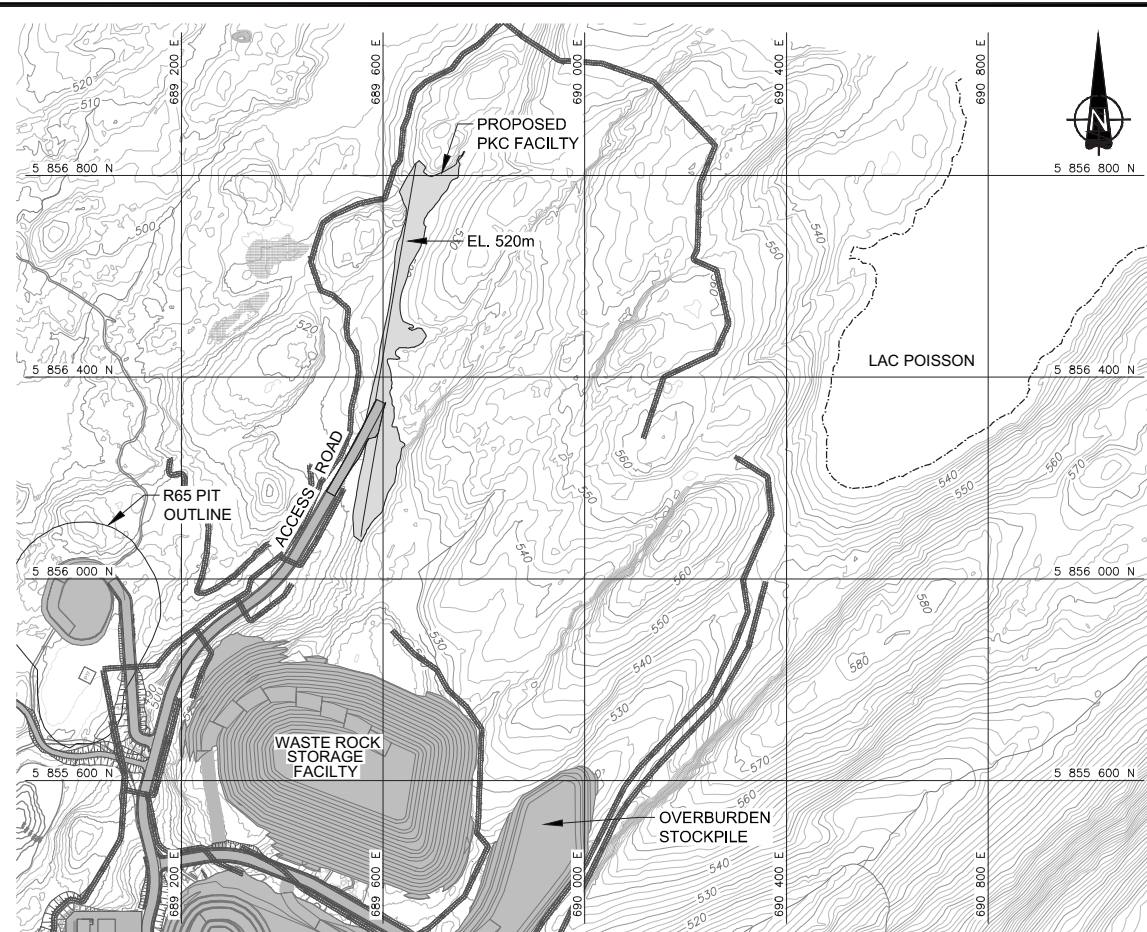 689 200 E
689 600 E
690 000 E
690 400 E
690 800 E
N
520
510
PROPOSED
PKC FACILTY
5 856 800 N
5 856 800 N
500
540
550
EL. 520m
560
520
LAC POISSON
5 856 400 N
5 856 400 N
ACCESS ROAD
560
560
570
540
550
R65 PIT
OUTLINE
550
540
5 856 000 N
5 856 000 N
560
580
550
530
540
580
530
WASTE ROCK
STORAGE
FACILTY
570
5 855 600 N
5 855 600 N
560
OVERBURDEN
STOCKPILE
540
530
520
689 200 E
689 600 E
690 000 E
690 400 E
690 800 E